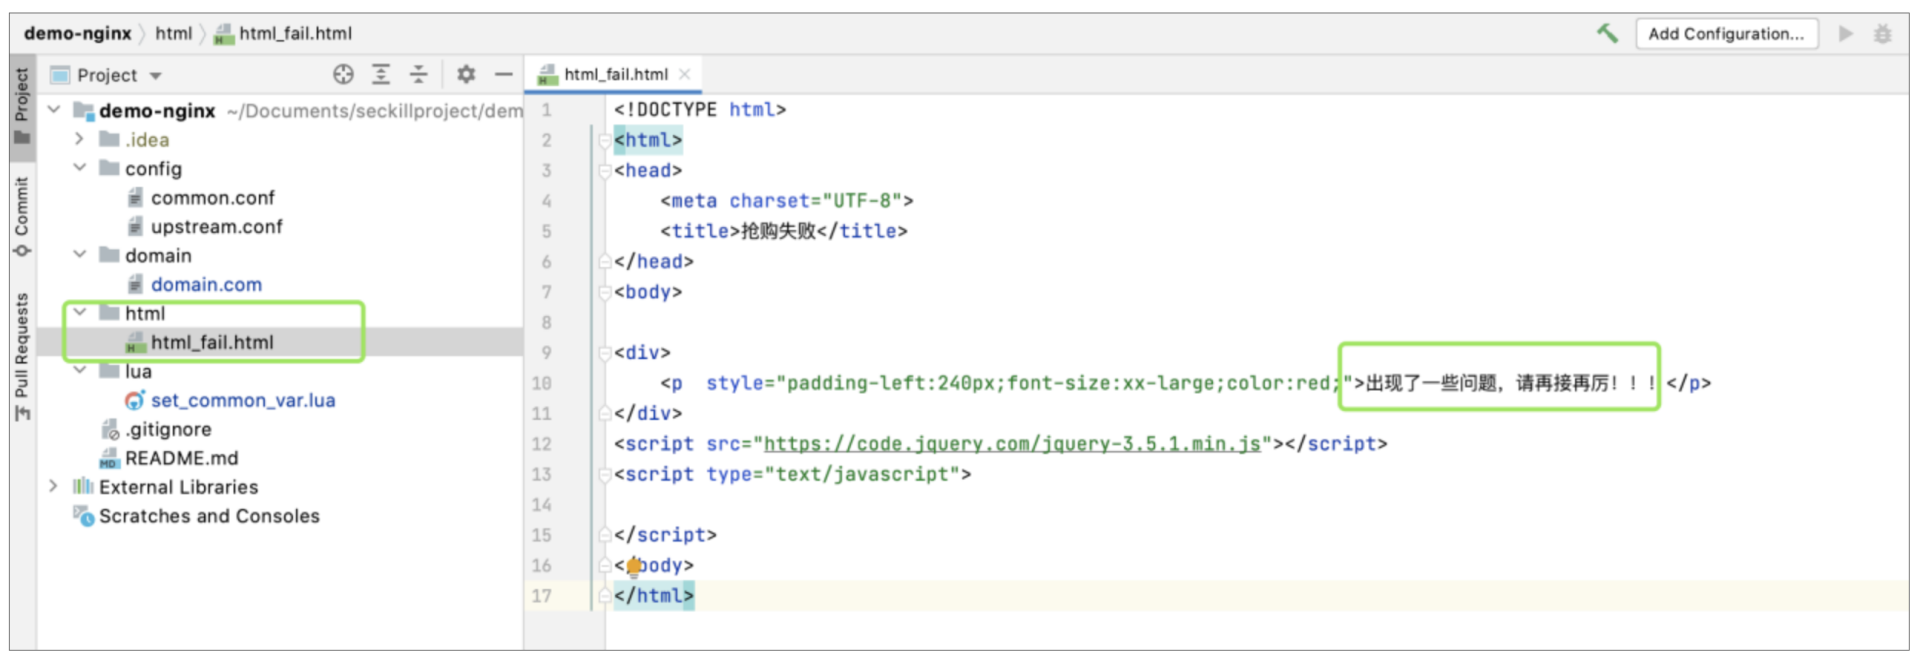 demo-nginx > html > html_fail.html
Add Configuration...
Project
Commit
Pull Requests
Project
demo-nginx ~/Documents/seckillproject/dem
.idea
config
common.conf
upstream.conf
domain
domain.com
html
html_fail.html
lua
set_common_var.lua
.gitignore
README.md
External Libraries
Scratches and Consoles
html_fail.html
1 <!DOCTYPE html>
2 <html>
3 <head>
4 <meta charset="UTF-8">
5 <title>抢购失败</title>
6 </head>
7 <body>
8
9 <div>
10 <p  style="padding-left:240px;font-size:xx-large;color:red;">出现了一些问题，请再接再厉！！！</p>
11 </div>
12 <script src="https://code.jquery.com/jquery-3.5.1.min.js"></script>
13 <script type="text/javascript">
14
15 </script>
16 </body>
17 </html>